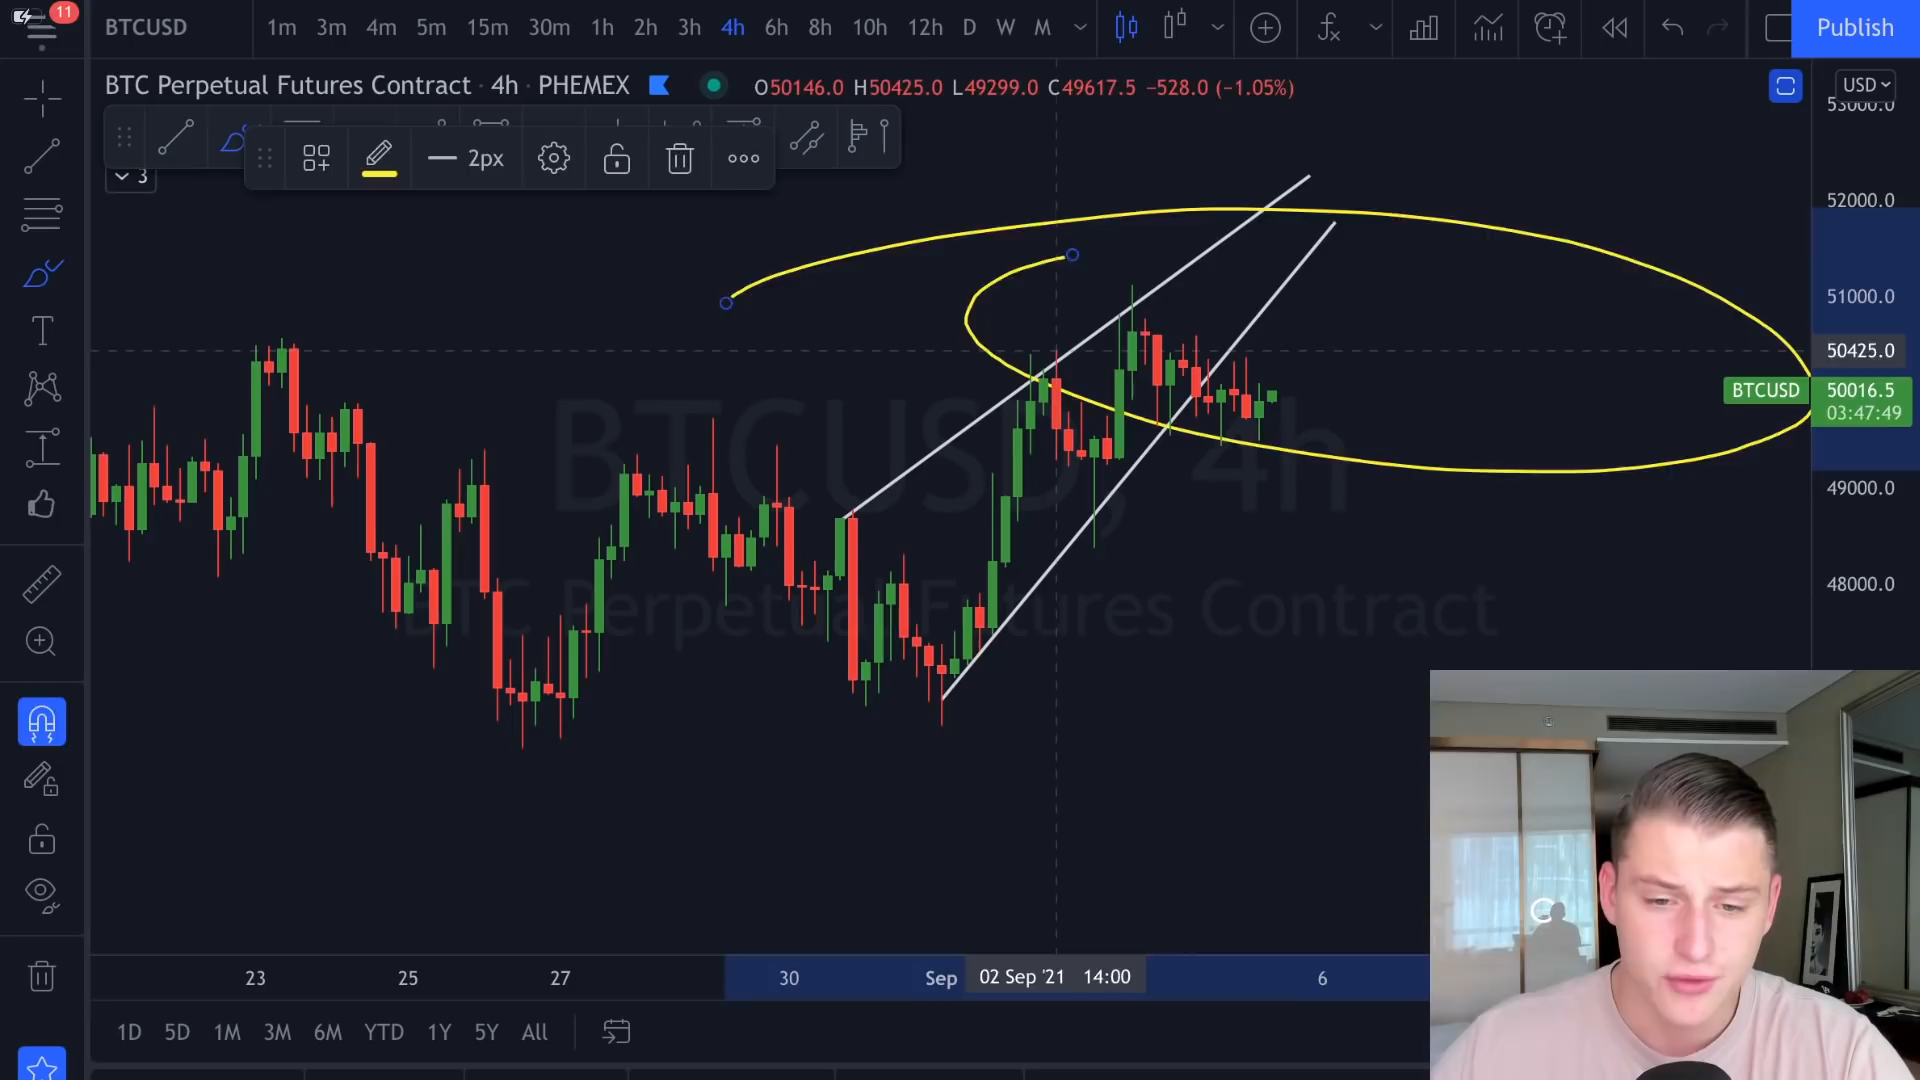 11
BTCUSD 1m 3m 4m 5m 15m 30m 1h 2h 3h 4h 6h 8h 10h 12h D W M Publish
BTC Perpetual Futures Contract · 4h · PHEMEX O50146.0 H50425.0 L49299.0 C49617.5 −528.0 (−1.05%)
USD
53000.0
2px
3
52000.0
51000.0
50425.0
BTCUSD 50016.5
03:47:49
BTCUSD, 4h
49000.0
48000.0
BTC Perpetual Futures Contract
23 25 27 30 Sep 02 Sep '21 14:00 6
1D 5D 1M 3M 6M YTD 1Y 5Y All